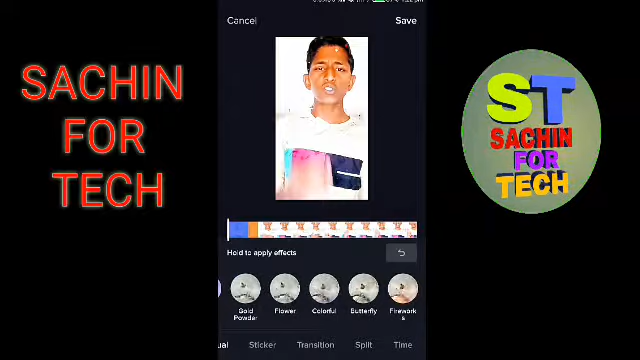 Cancel
Save
SACHIN
FOR
TECH
ST
SACHIN
FOR
TECH
Hold to apply effects
Gold
Powder
Flower
Colorful
Butterfly
Firework
s
ual
Sticker
Transition
Split
Time